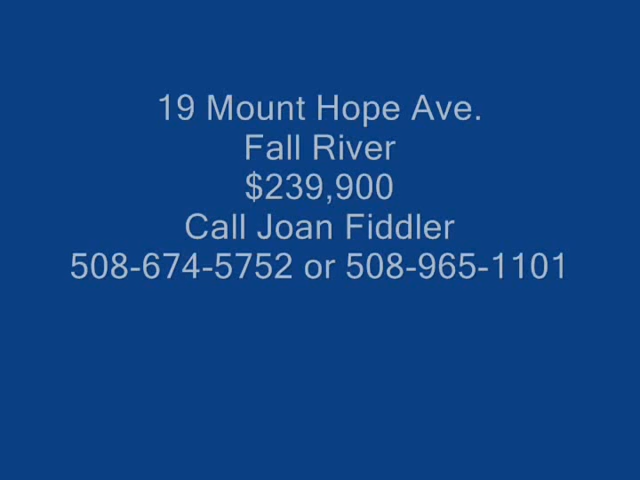 19 Mount Hope Ave.
Fall River
$239,900
Call Joan Fiddler
508-674-5752 or 508-965-1101